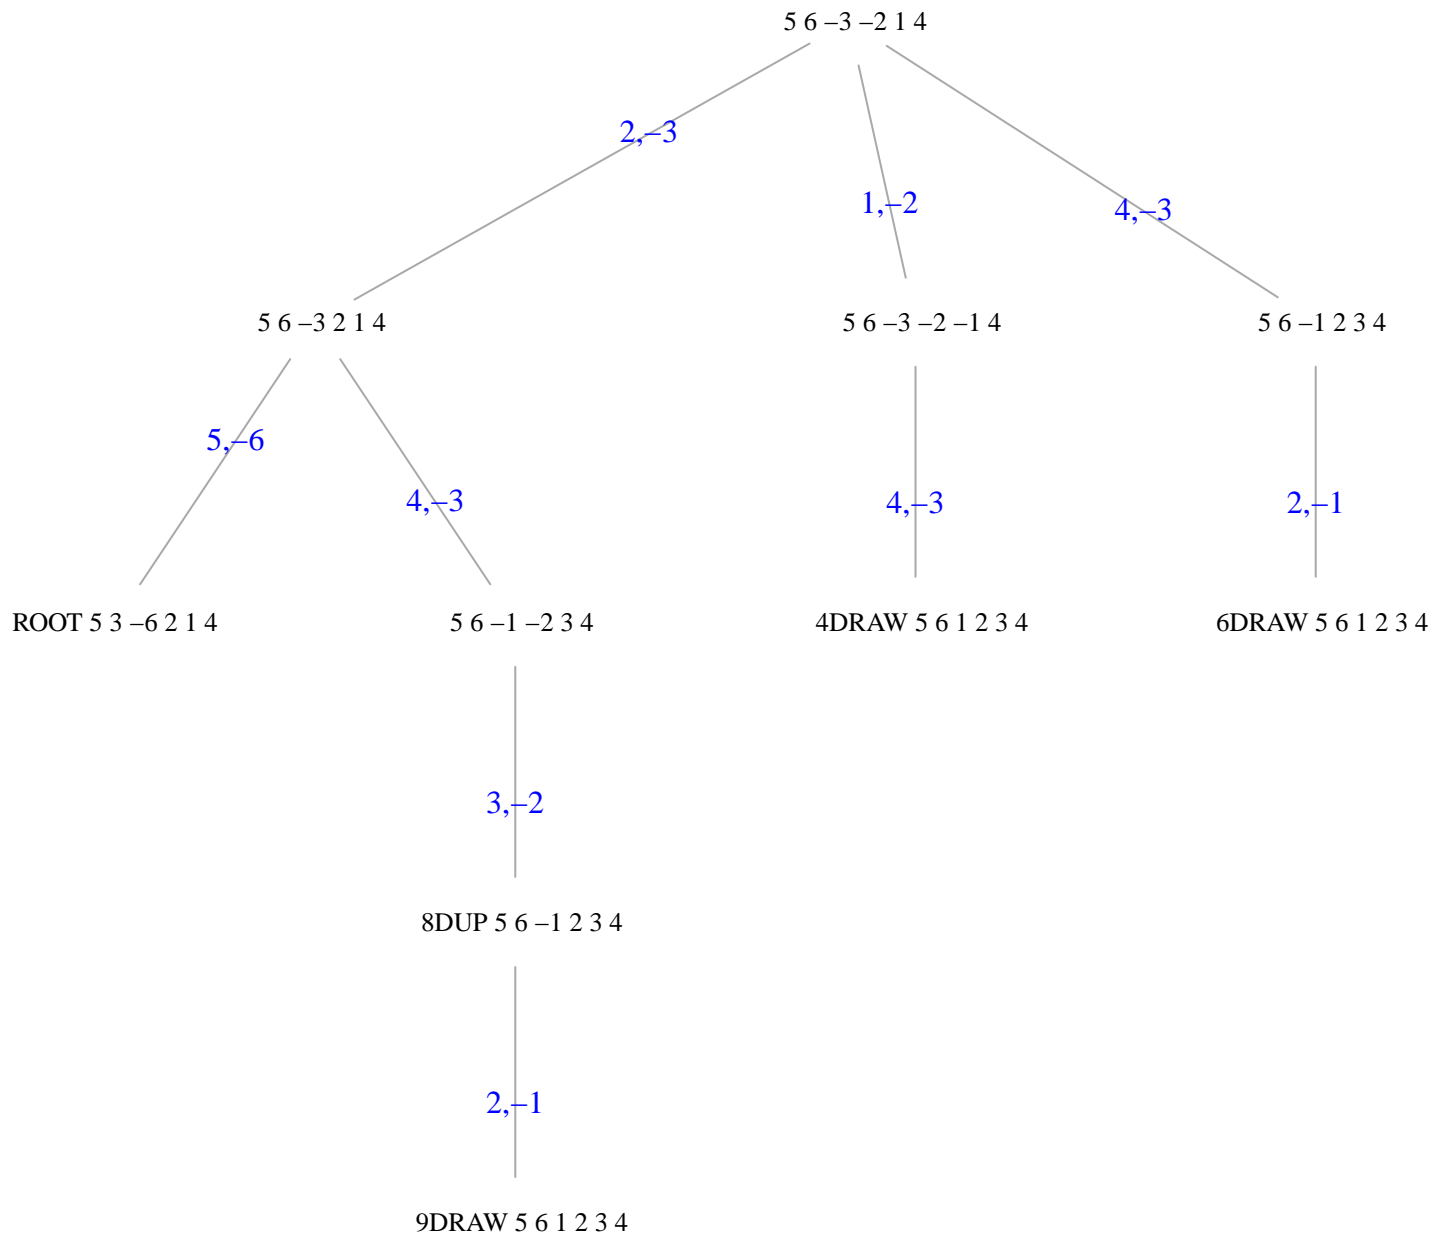 5 6 –3 –2 1 4
2,–3
1,–2
4,–3
5 6 –3 2 1 4
5 6 –3 –2 –1 4
5 6 –1 2 3 4
5,–6
4,–3
4,–3
2,–1
ROOT 5 3 –6 2 1 4
5 6 –1 –2 3 4
4DRAW 5 6 1 2 3 4
6DRAW 5 6 1 2 3 4
3,–2
8DUP 5 6 –1 2 3 4
2,–1
9DRAW 5 6 1 2 3 4